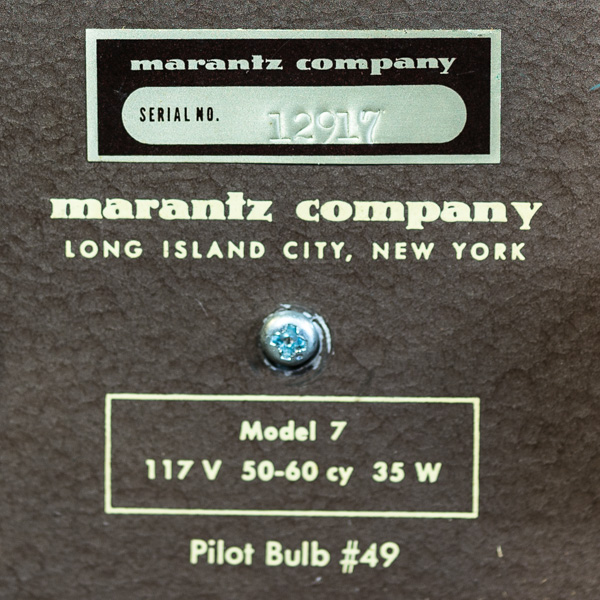 marantz company
SERIAL NO. 12917
marantz company
LONG ISLAND CITY, NEW YORK
Model 7
117 V 50-60 cy 35 W
Pilot Bulb #49